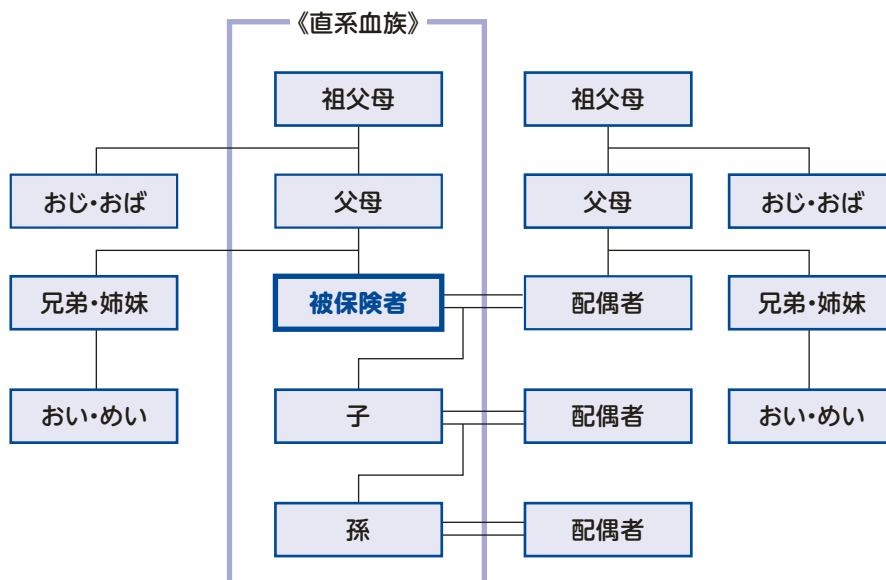 《直系血族》
祖父母
祖父母
おじ・おば
父母
父母
おじ・おば
兄弟・姉妹
被保険者
配偶者
兄弟・姉妹
おい・めい
子
配偶者
おい・めい
孫
配偶者